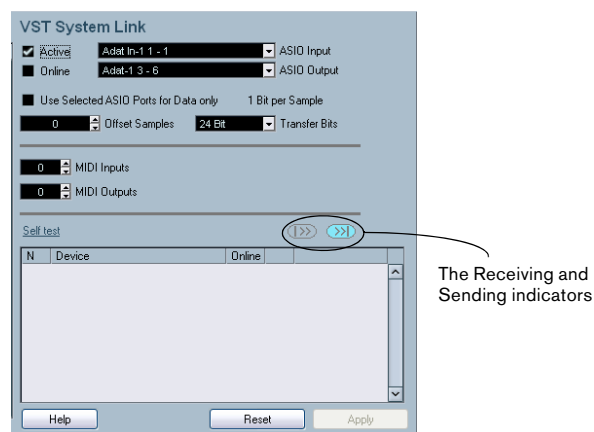 VST System Link
Active Adat In-1 1 - 1 ASIO Input
Online Adat-1 3 - 6 ASIO Output
Use Selected ASIO Ports for Data only 1 Bit per Sample
0 Offset Samples 24 Bit Transfer Bits
0 MIDI Inputs
0 MIDI Outputs
Self test
N Device Online
The Receiving and
Sending indicators
Help Reset Apply